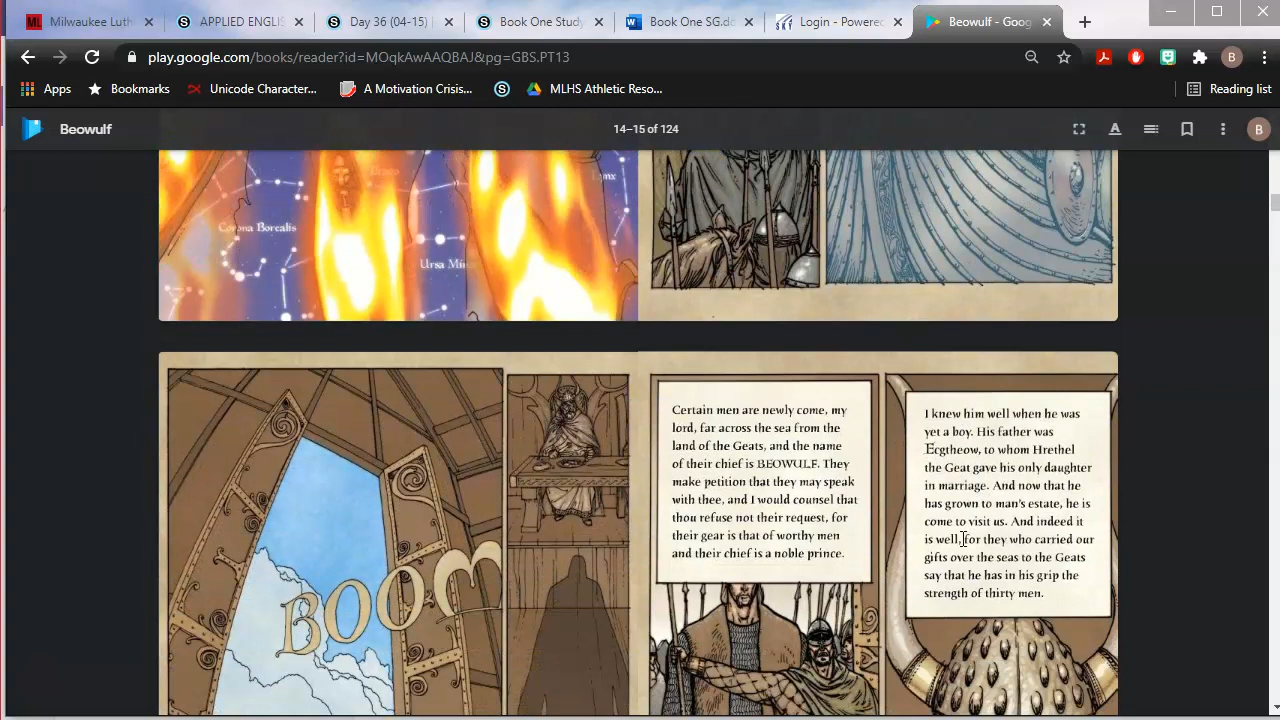 Milwaukee Luth
APPLIED ENGLI
Day 36 (04-15)
Book One Study
Book One SG.d
Login - Powere
Beowulf - Goog
play.google.com/books/reader?id=MOqkAwAAQBAJ&pg=GBS.PT13
B
Apps
Bookmarks
Unicode Character...
A Motivation Crisis...
MLHS Athletic Reso...
Reading list
Beowulf
14–15 of 124
B
Draco
Lynx
Corona Borealis
Ursa Min
BOOM
Certain men are newly come, my
lord, far across the sea from the
land of the Geats, and the name
of their chief is BEOWULF. They
make petition that they may speak
with thee, and I would counsel that
thou refuse not their request, for
their gear is that of worthy men
and their chief is a noble prince.
I knew him well when he was
yet a boy. His father was
Ecgtheow, to whom Hrethel
the Geat gave his only daughter
in marriage. And now that he
has grown to man's estate, he is
come to visit us. And indeed it
is well, for they who carried our
gifts over the seas to the Geats
say that he has in his grip the
strength of thirty men.